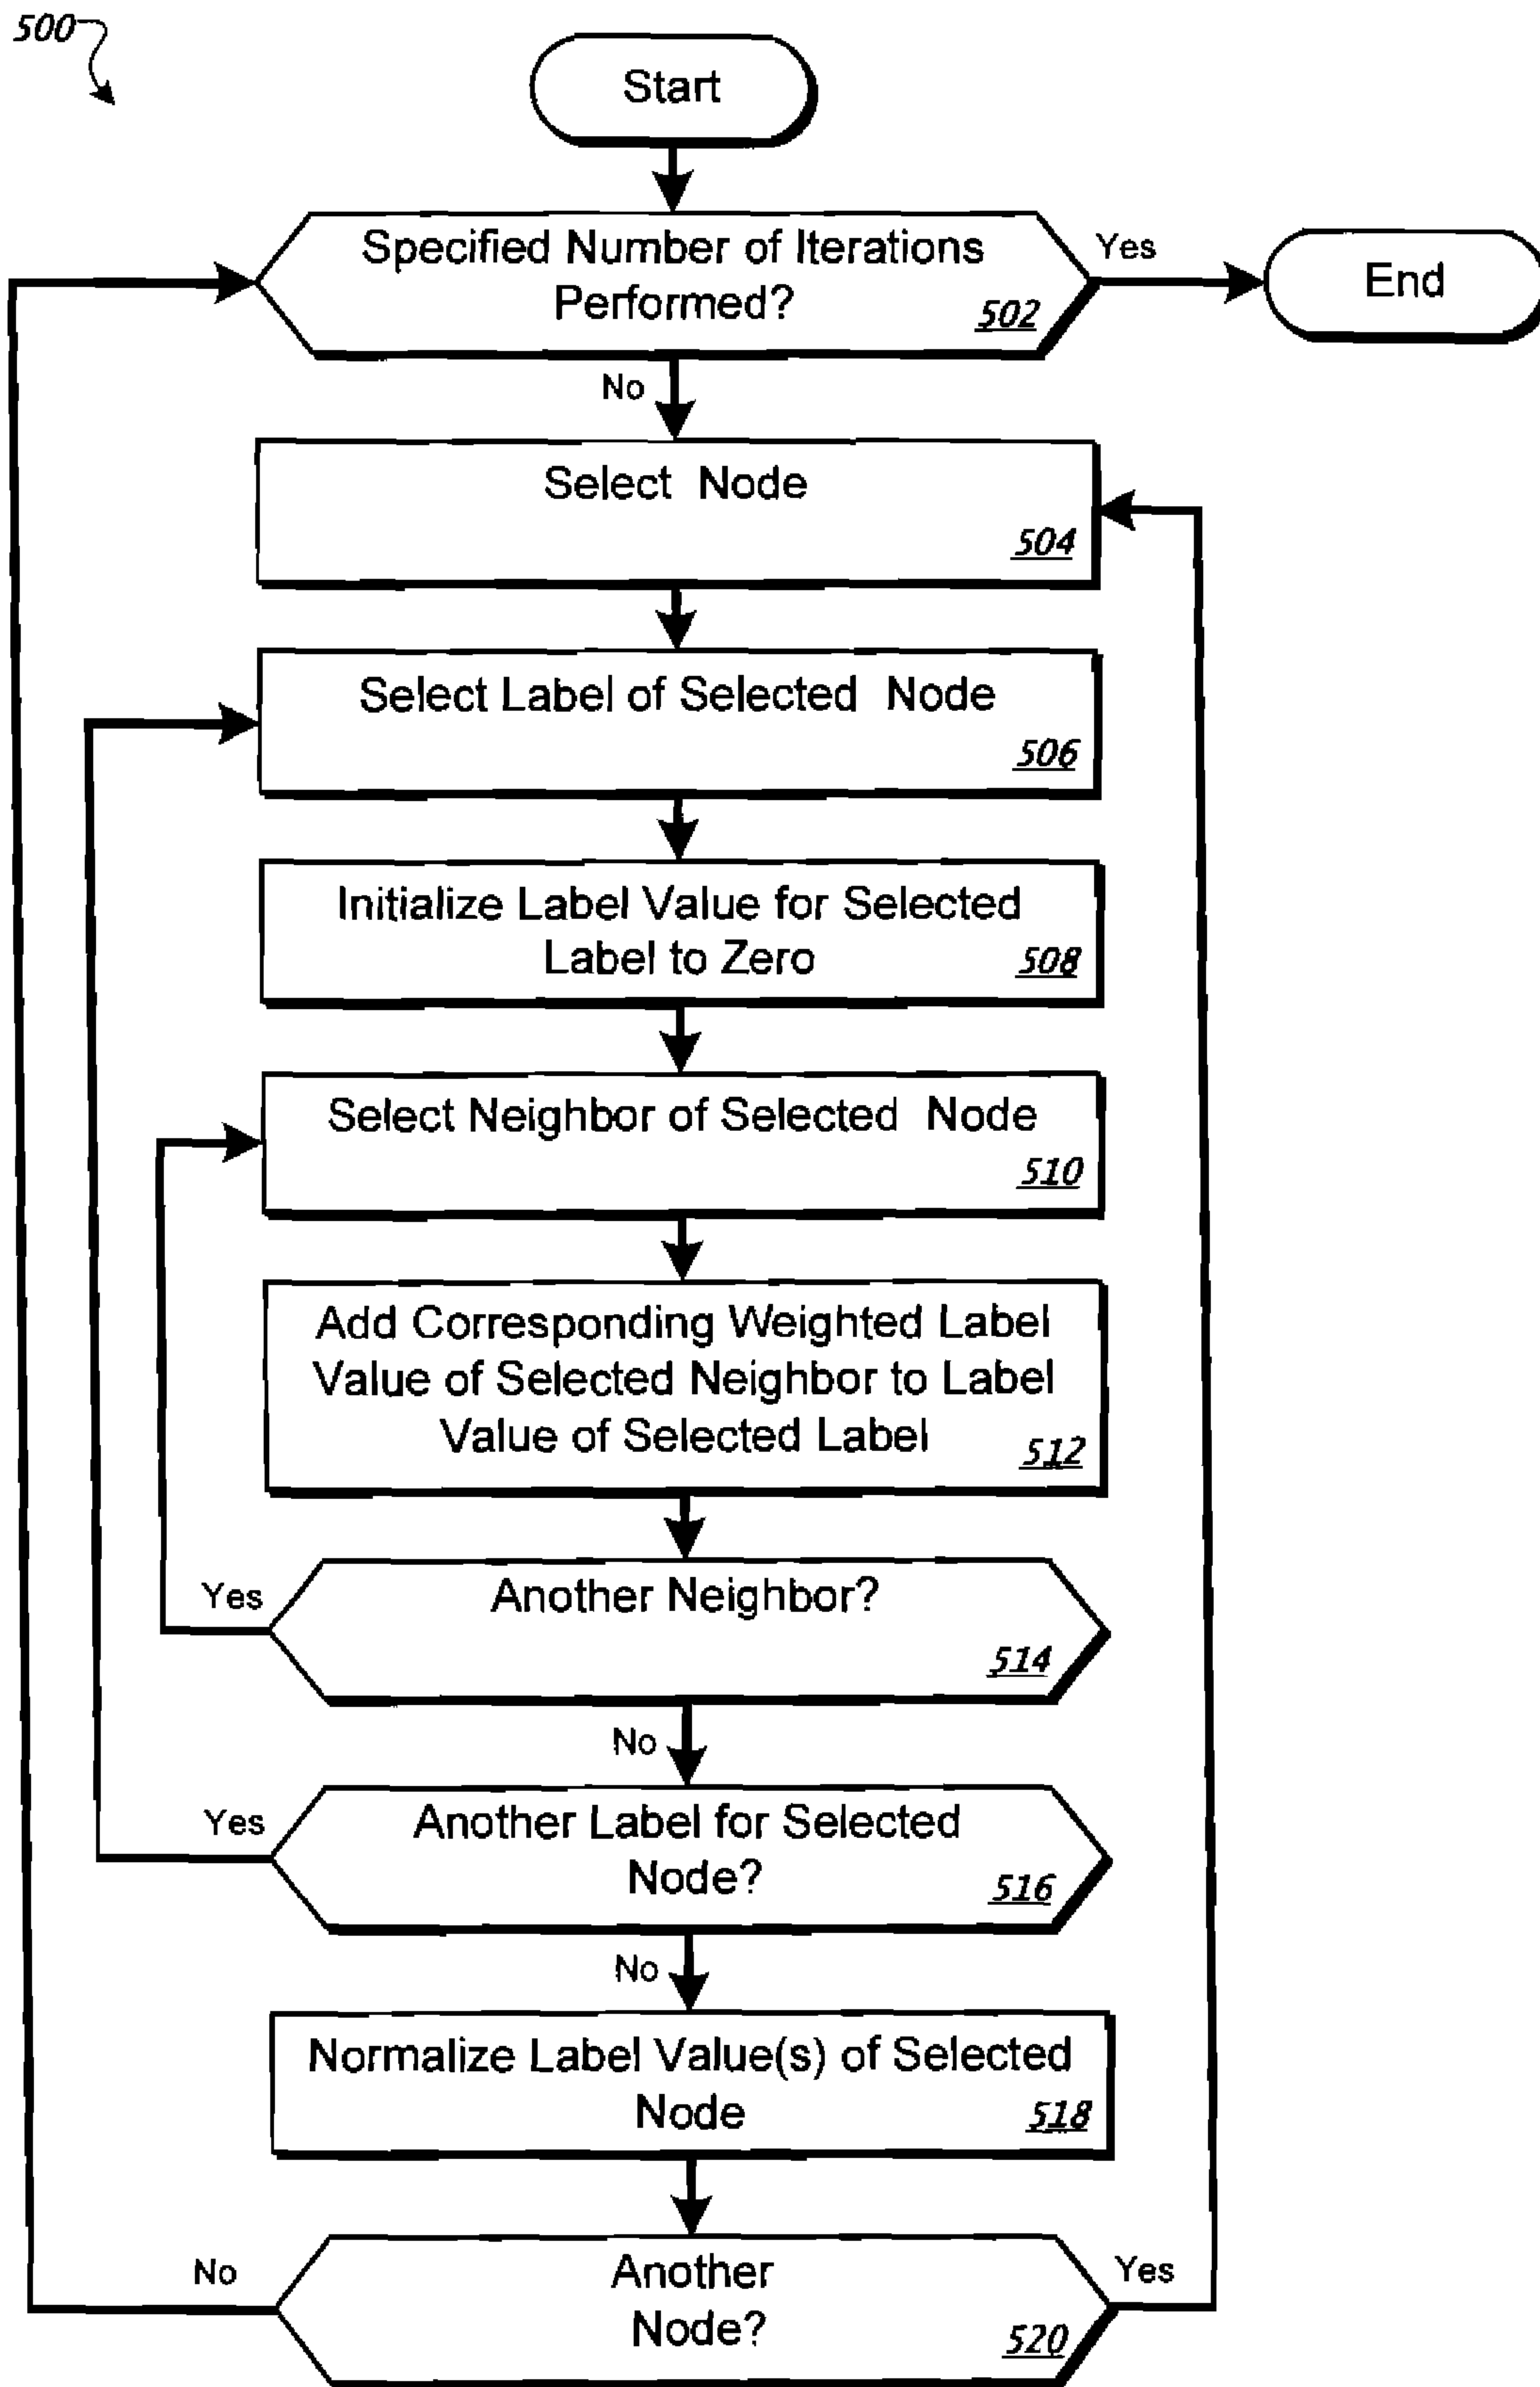 500
Start
Specified Number of Iterations
Performed?
502
Yes
End
No
Select Node
504
Select Label of Selected Node
506
Initialize Label Value for Selected
Label to Zero
508
Select Neighbor of Selected Node
510
Add Corresponding Weighted Label
Value of Selected Neighbor to Label
Value of Selected Label
512
Another Neighbor?
514
Yes
No
Another Label for Selected
Node?
516
Yes
No
Normalize Label Value(s) of Selected
Node
518
Another
Node?
520
No
Yes